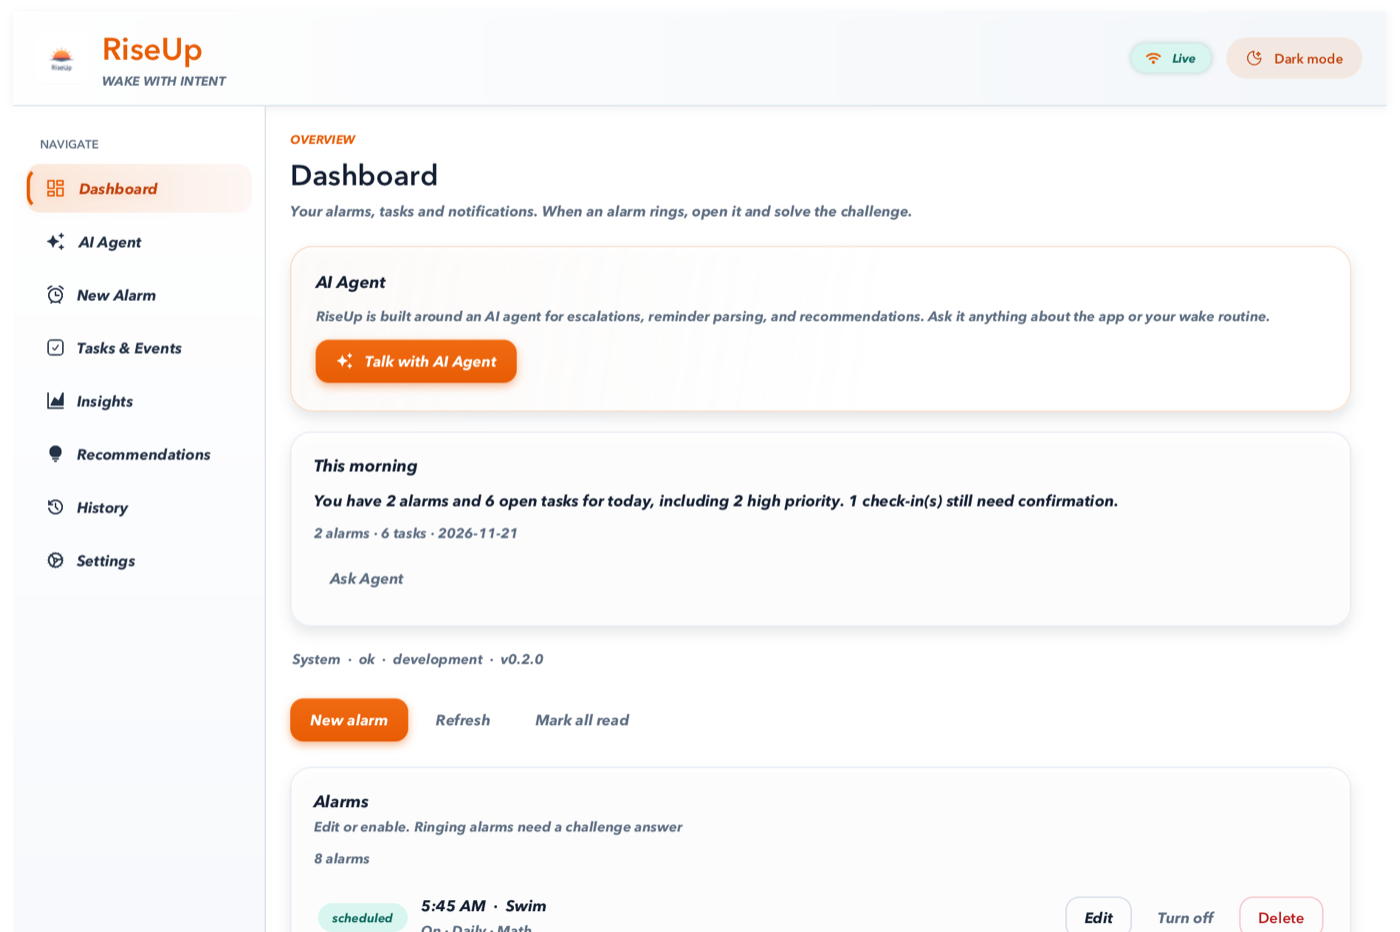 RiseUp
RiseUp
WAKE WITH INTENT
Live
Dark mode
NAVIGATE
Dashboard
AI Agent
New Alarm
Tasks & Events
Insights
Recommendations
History
Settings
OVERVIEW
Dashboard
Your alarms, tasks and notifications. When an alarm rings, open it and solve the challenge.
AI Agent
RiseUp is built around an AI agent for escalations, reminder parsing, and recommendations. Ask it anything about the app or your wake routine.
Talk with AI Agent
This morning
You have 2 alarms and 6 open tasks for today, including 2 high priority. 1 check-in(s) still need confirmation.
2 alarms · 6 tasks · 2026-11-21
Ask Agent
System · ok · development · v0.2.0
New alarm
Refresh
Mark all read
Alarms
Edit or enable. Ringing alarms need a challenge answer
8 alarms
scheduled
5:45 AM · Swim
On · Daily · Math
Edit
Turn off
Delete